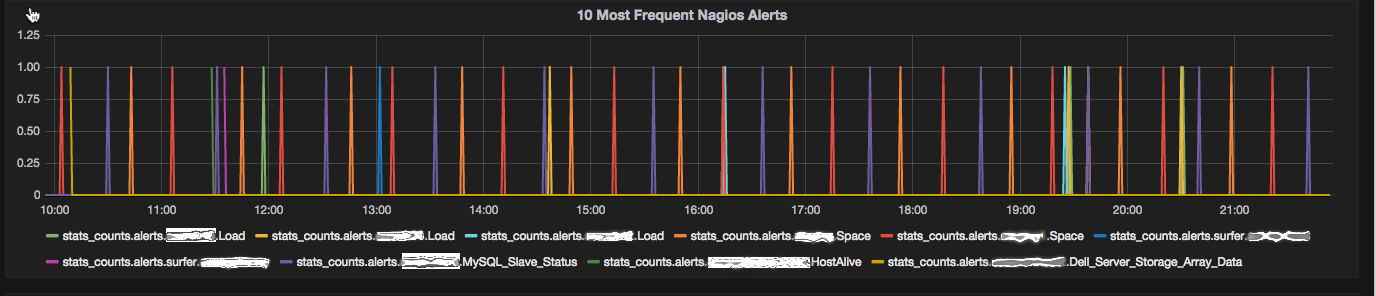 10 Most Frequent Nagios Alerts
1.25
1.00
0.75
0.50
0.25
0
10:00 11:00 12:00 13:00 14:00 15:00 16:00 17:00 18:00 19:00 20:00 21:00
stats_counts.alerts. .Load stats_counts.alerts. .Load stats_counts.alerts. .Load stats_counts.alerts. .Space stats_counts.alerts. .Space stats_counts.alerts.surfer.
stats_counts.alerts.surfer. stats_counts.alerts. .MySQL_Slave_Status stats_counts.alerts. HostAlive stats_counts.alerts. .Dell_Server_Storage_Array_Data